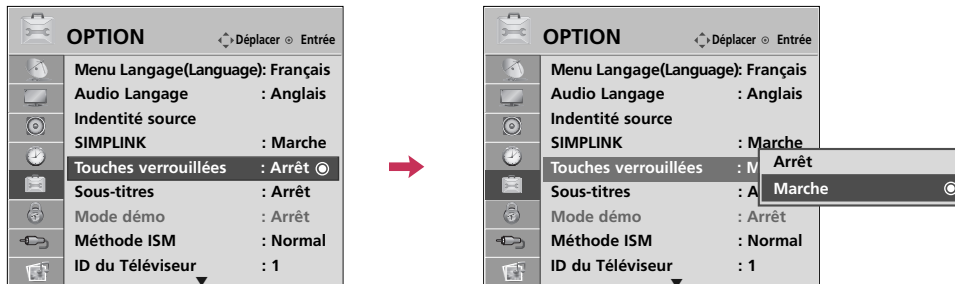 OPTION Déplacer Entrée
Menu Langage(Language): Français
Audio Langage : Anglais
Indentité source
SIMPLINK : Marche
Touches verrouillées : Arrêt
Sous-titres : Arrêt
Mode démo : Arrêt
Méthode ISM : Normal
ID du Téléviseur : 1
OPTION Déplacer Entrée
Menu Langage(Language): Français
Audio Langage : Anglais
Indentité source
SIMPLINK : Marche
Touches verrouillées : M
Arrêt
Marche
Sous-titres : A
Mode démo : Arrêt
Méthode ISM : Normal
ID du Téléviseur : 1